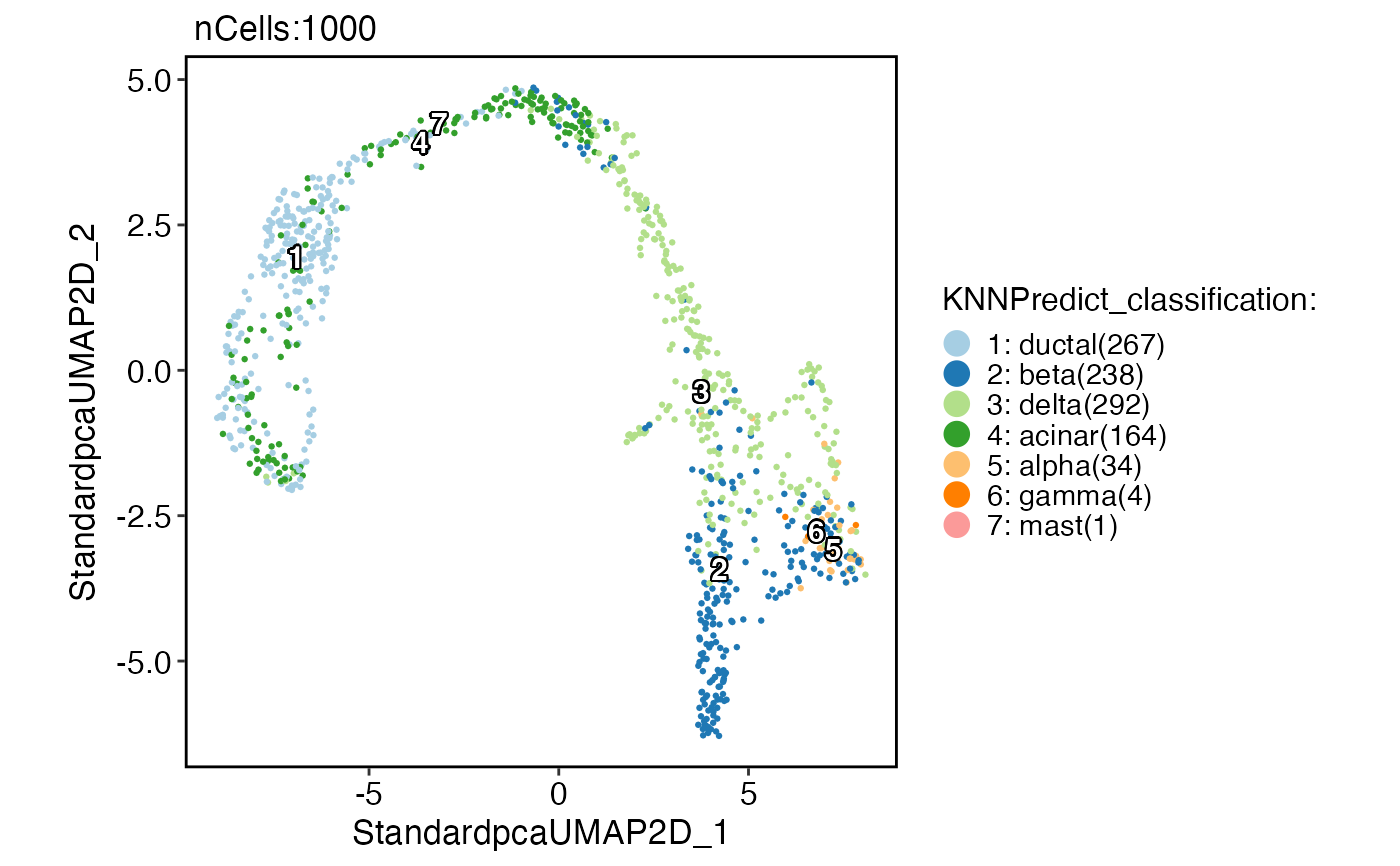 nCells:1000
5.0
2.5
0.0
-2.5
-5.0
StandardpcaUMAP2D_2
7
4
1
3
6
5
2
-5
0
5
StandardpcaUMAP2D_1
KNNPredict_classification:
1: ductal(267)
2: beta(238)
3: delta(292)
4: acinar(164)
5: alpha(34)
6: gamma(4)
7: mast(1)